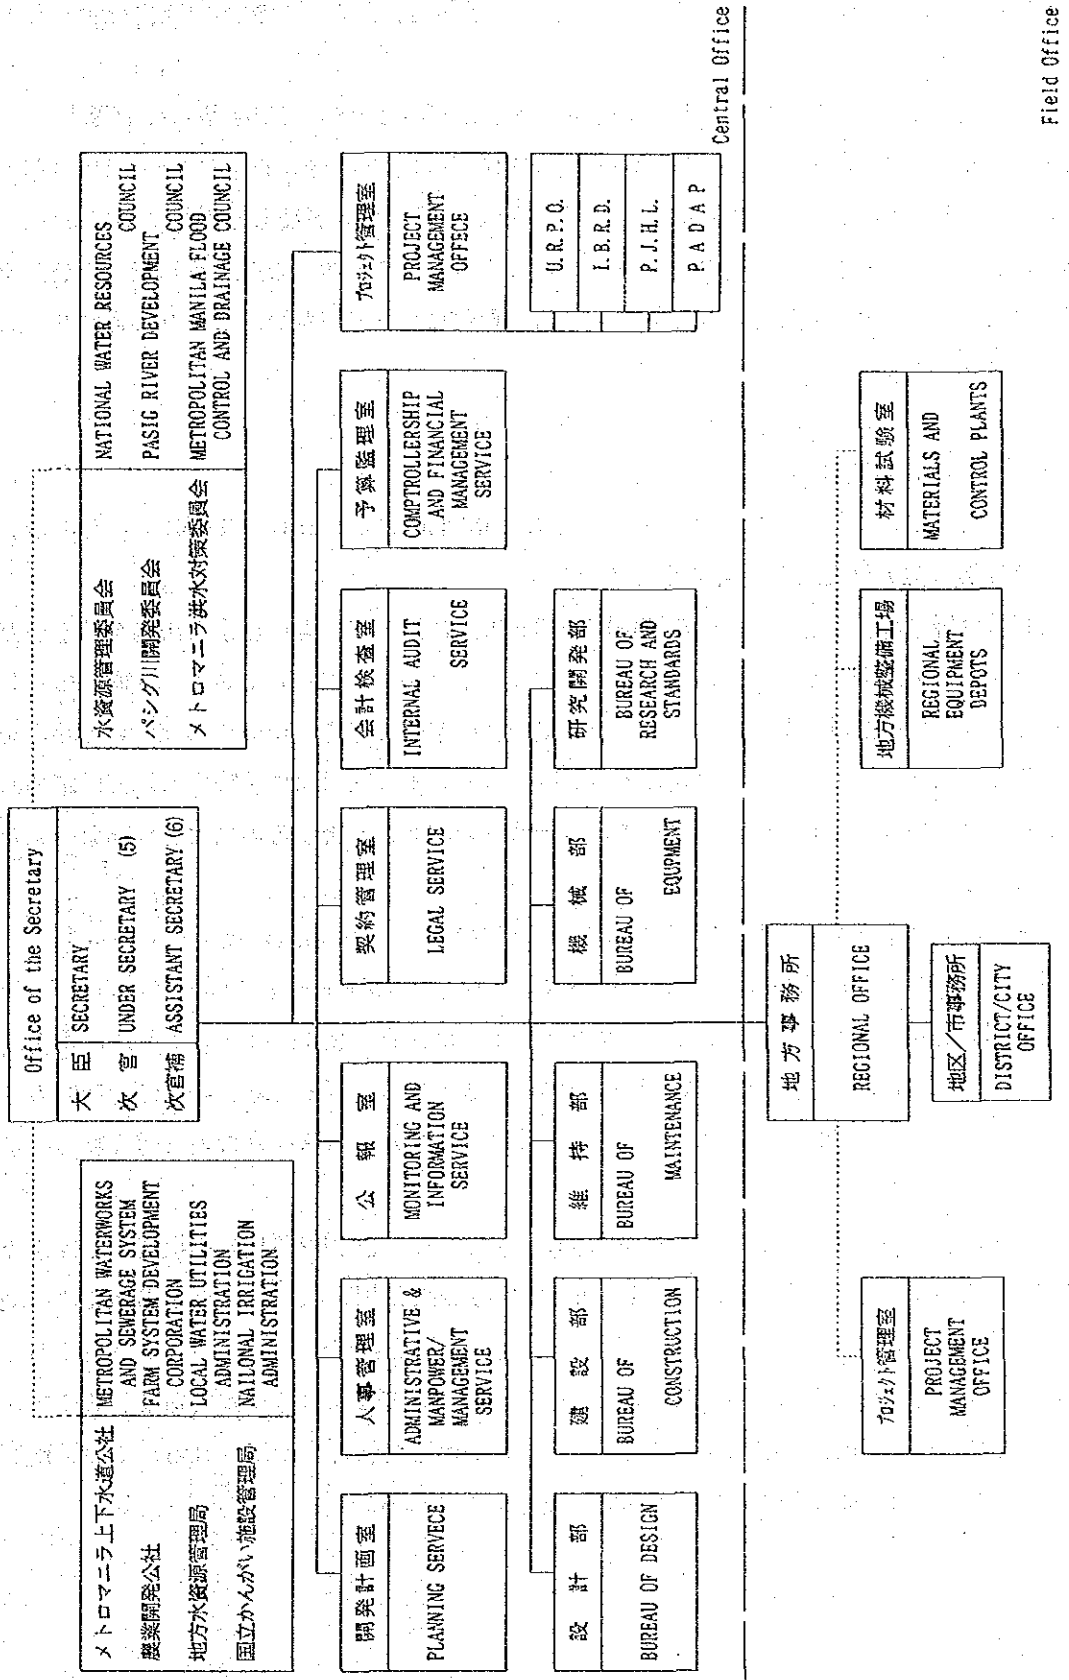 Office of the Secretary
大臣 SECRETARY
次官 UNDER SECRETARY (5)
次官補 ASSISTANT SECRETARY (6)
メトロマニラ上下水道公社
農業開発公社
地方水資源管理局
国立かんがい施設管理局
METROPOLITAN WATERWORKS
AND SEWERAGE SYSTEM
FARM SYSTEM DEVELOPMENT
CORPORATION
LOCAL WATER UTILITIES
ADMINISTRATION
NAILONAL IRRIGATION
ADMINISTRATION
水資源管理委員会
パシグ川開発委員会
メトロマニラ洪水対策委員会
NATIONAL WATER RESOURCES
COUNCIL
PASIG RIVER DEVELOPMENT
COUNCIL
METROPOLITAN MANILA FLOOD
CONTROL AND DRAINAGE COUNCIL
開発計画室
PLANNING SERVECE
人事管理室
ADMINISTRATIVE &
MANPOWER/
MANAGEMENT
SERVICE
公報室
MONITORING AND
INFORMATION
SERVICE
契約管理室
LEGAL SERVICE
会計検査室
INTERNAL AUDIT
SERVICE
予算監理室
COMPTROLLERSHIP
AND FINANCIAL
MANAGEMENT
SERVICE
プロジェクト管理室
PROJECT
MANAGEMENT
OFFECE
設計部
BUREAU OF DESIGN
建設部
BUREAU OF
CONSTRUCTION
維持部
BUREAU OF
MAINTENANCE
機械部
BUREAU OF
EQUPMENT
研究開発部
BUREAU OF
RESEARCH AND
STANDARDS
U.R.P.O.
I.B.R.D.
P.J.H.L.
P A D A P
Central Office
地方事務所
REGIONAL OFFICE
プロジェクト管理室
PROJECT
MANAGEMENT
OFFICE
地方機械整備工場
REGIONAL
EQUIPMENT
DEPOTS
材料試験室
MATERIALS AND
CONTROL PLANTS
地区／市事務所
DISTRICT/CITY
OFFICE
Field Office